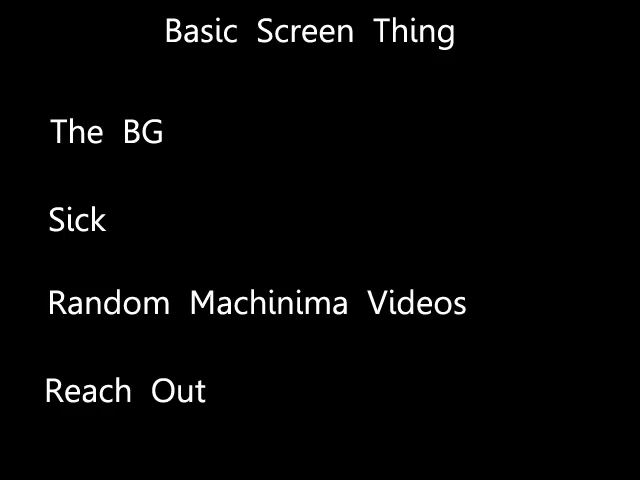 Basic Screen Thing
The BG
Sick
Random Machinima Videos
Reach Out